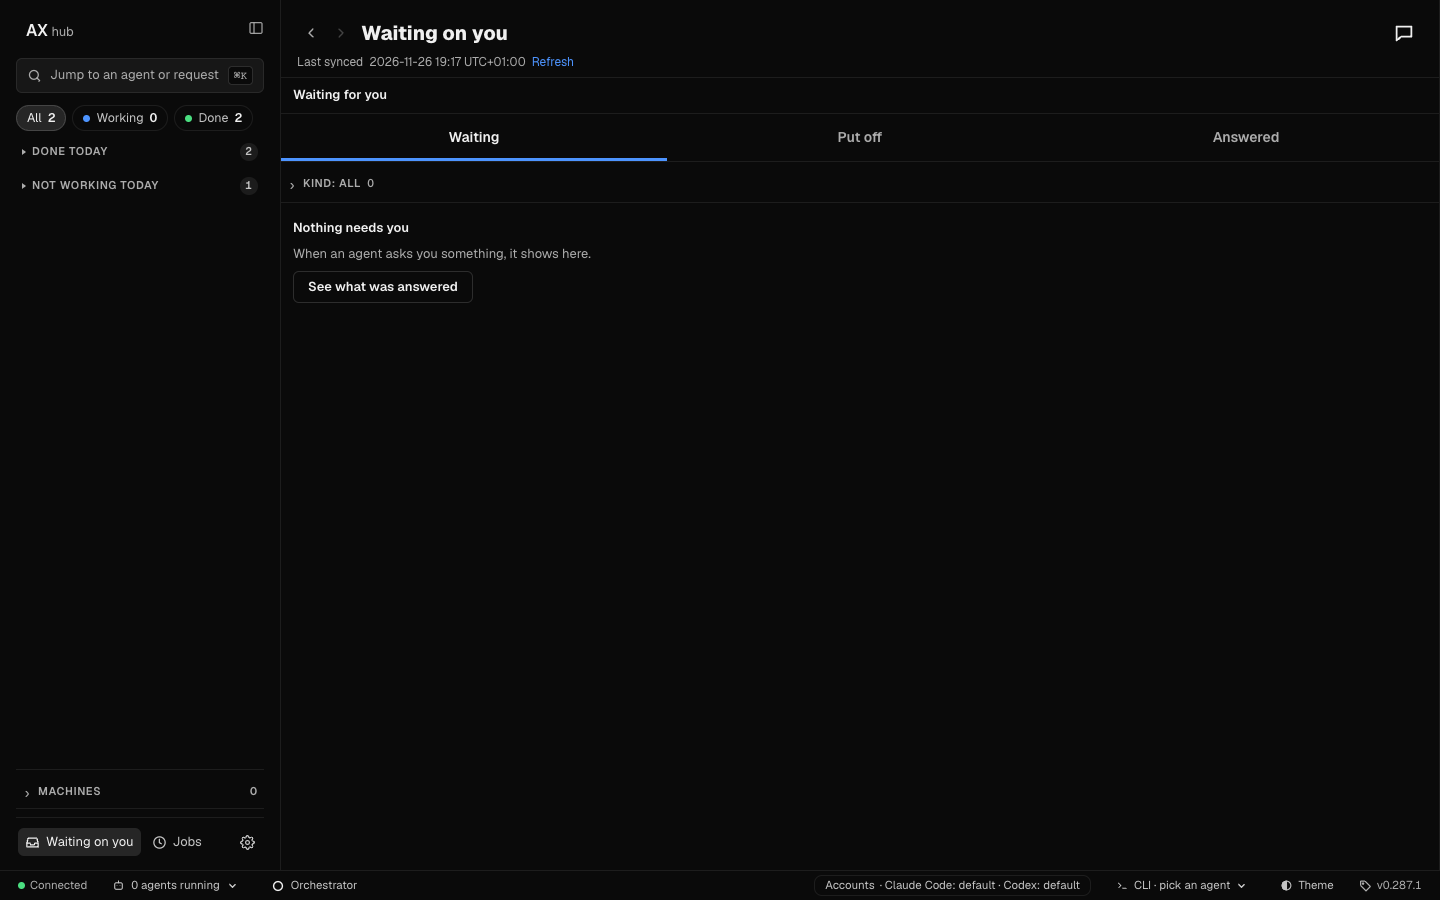 AX hub
Jump to an agent or request ⌘K
All 2 Working 0 Done 2
DONE TODAY 2
NOT WORKING TODAY 1
MACHINES 0
Waiting on you Jobs
Waiting on you
Last synced 2026-11-26 19:17 UTC+01:00 Refresh
Waiting for you
Waiting Put off Answered
KIND: ALL 0
Nothing needs you
When an agent asks you something, it shows here.
See what was answered
Connected 0 agents running Orchestrator Accounts · Claude Code: default · Codex: default CLI · pick an agent Theme v0.287.1